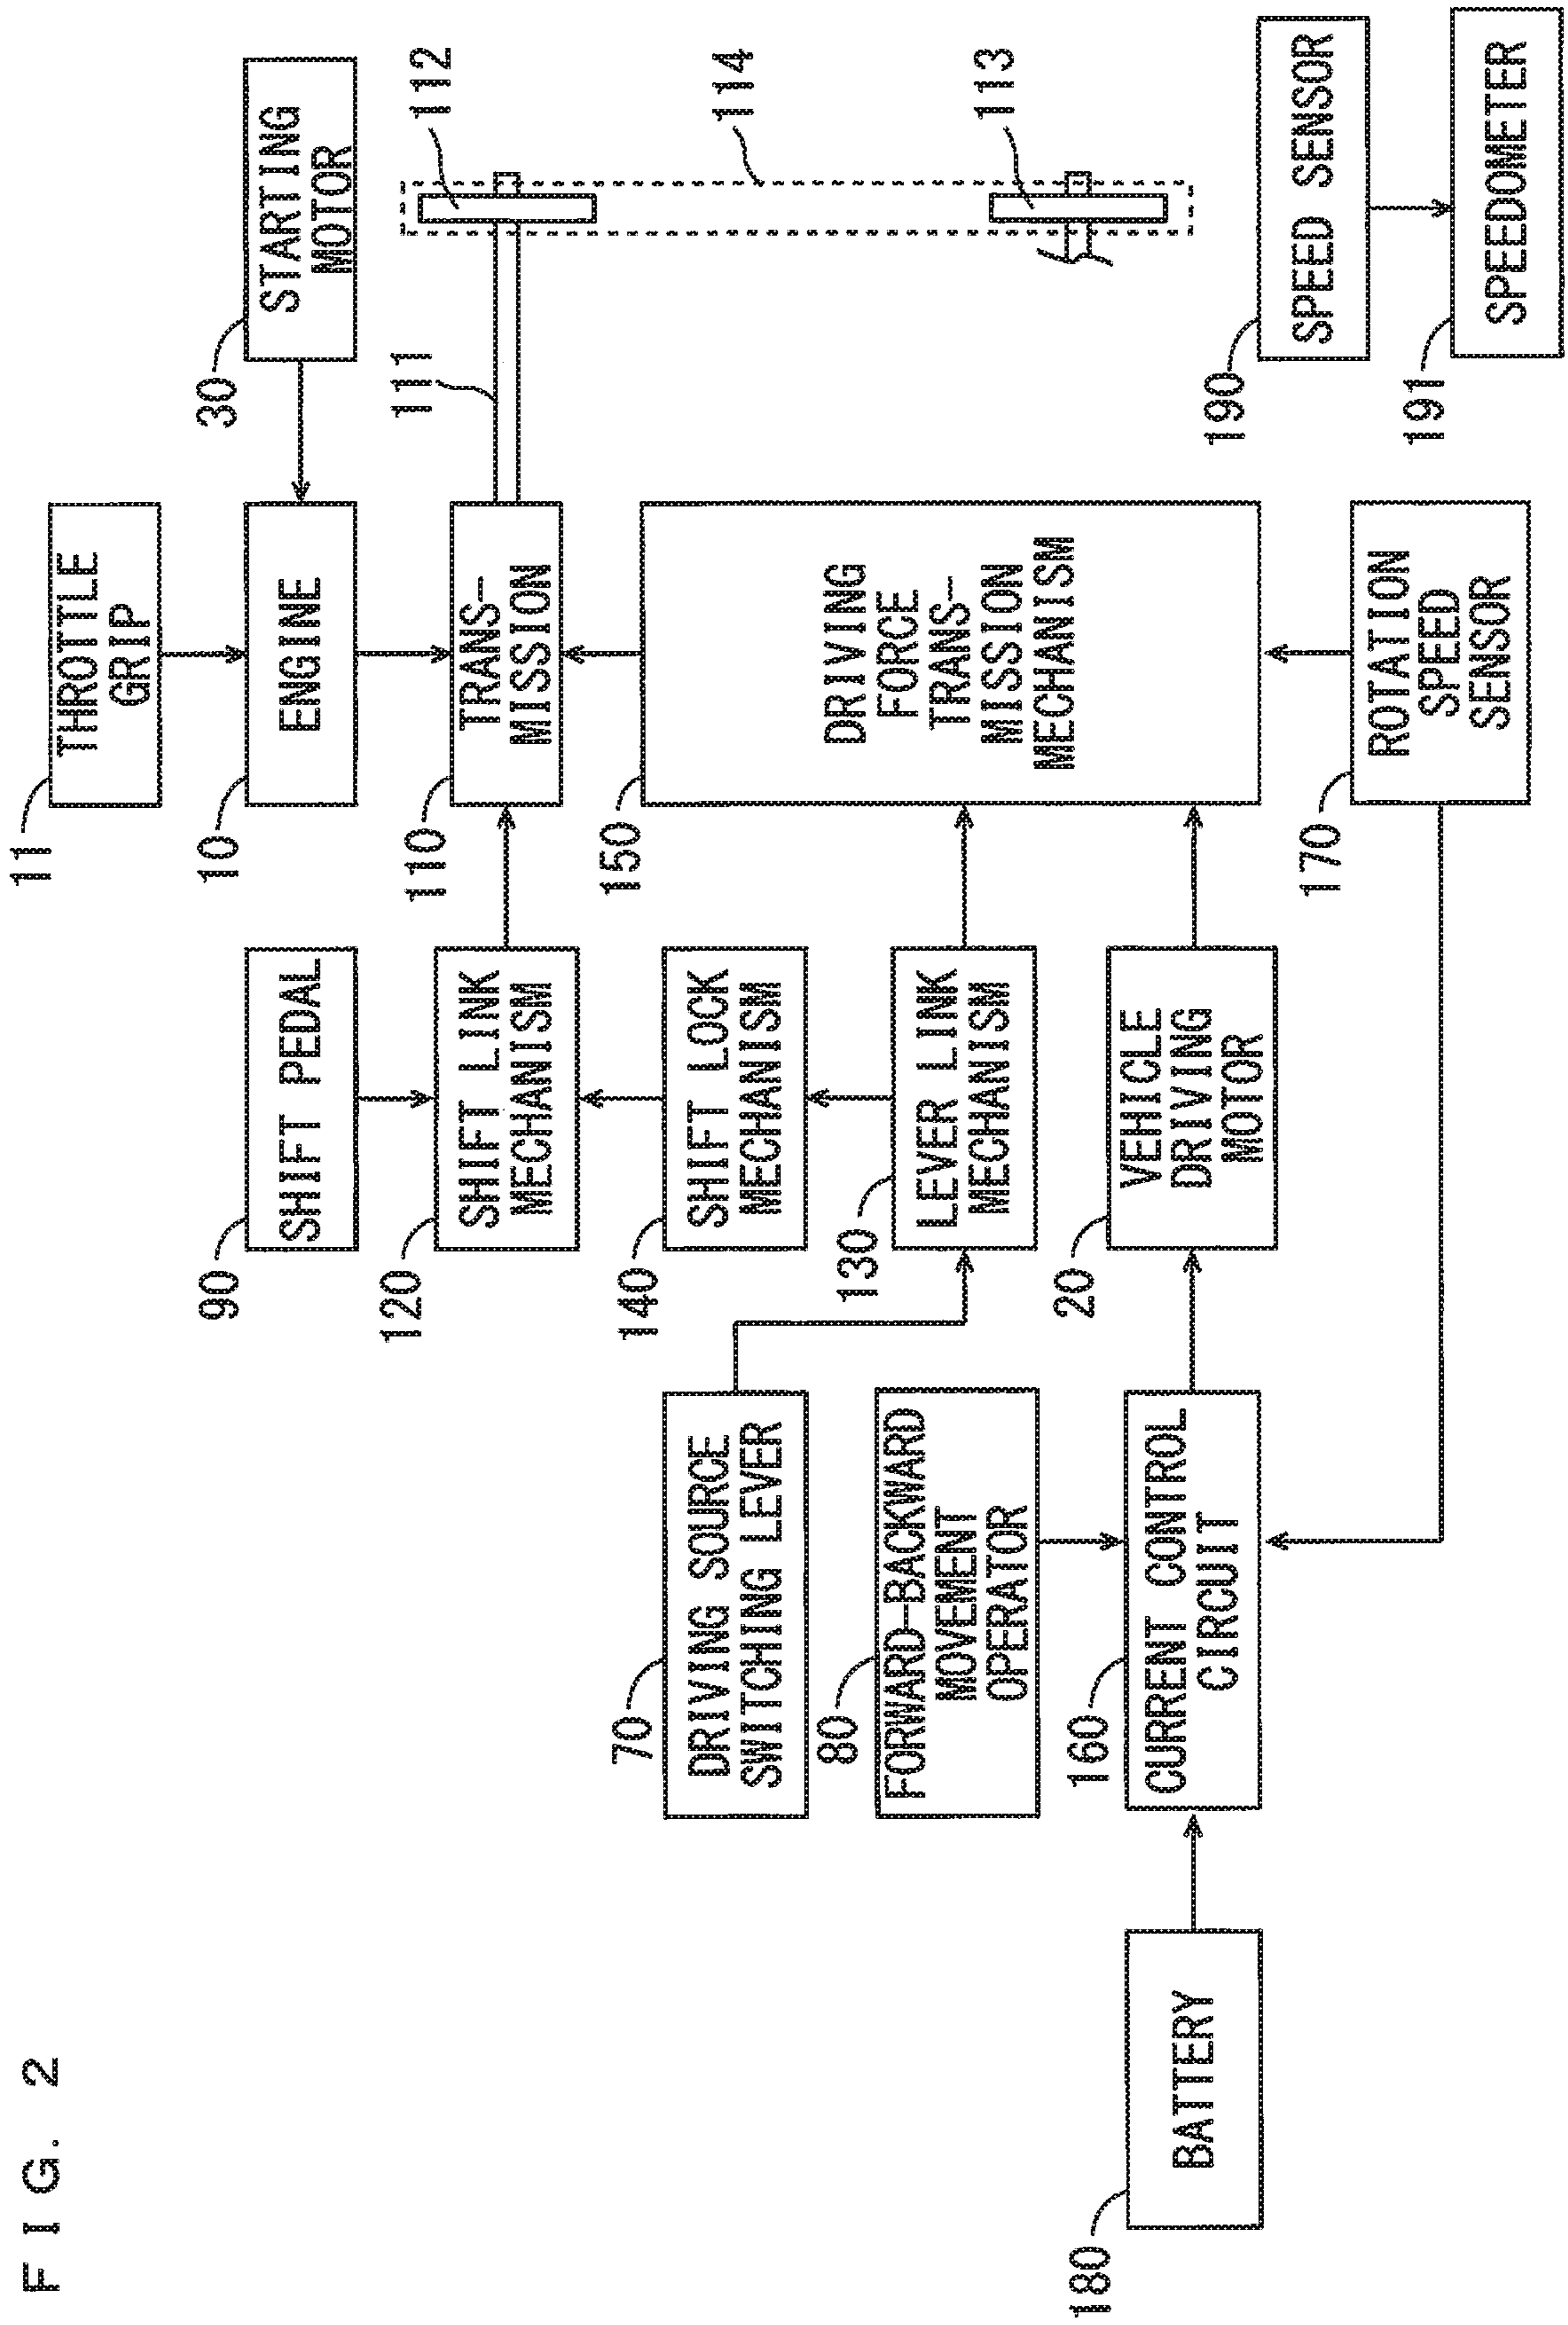 FIG. 2
11
THROTTLE
GRIP
30
STARTING
MOTOR
90
SHIFT PEDAL
10
ENGINE
112
111
120
SHIFT LINK
MECHANISM
110
TRANS-
MISSION
70
DRIVING SOURCE
SWITCHING LEVER
140
SHIFT LOCK
MECHANISM
150
DRIVING
FORCE
TRANS-
MISSION
MECHANISM
114
80
FORWARD-BACKWARD
MOVEMENT
OPERATOR
130
LEVER LINK
MECHANISM
113
180
BATTERY
160
CURRENT CONTROL
CIRCUIT
20
VEHICLE
DRIVING
MOTOR
170
ROTATION
SPEED
SENSOR
190
SPEED SENSOR
191
SPEEDOMETER